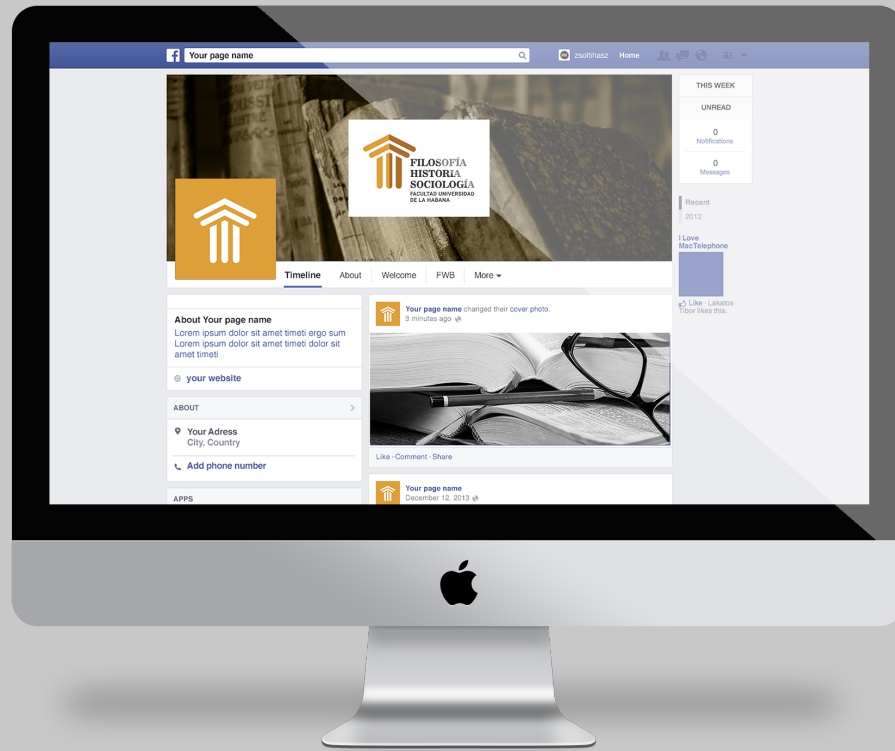 f Your page name
zsoltihasz Home
FILOSOFÍA
HISTORIA
SOCIOLOGÍA
FACULTAD UNIVERSIDAD
DE LA HABANA
Timeline About Welcome FWB More
THIS WEEK
UNREAD
0
Notifications
0
Messages
Recent
2012
I Love
MacTelephone
Like · Lakatos
Tibor likes this.
About Your page name
Lorem ipsum dolor sit amet timeti ergo sum
Lorem ipsum dolor sit amet timeti dolor sit
amet timeti
your website
ABOUT
Your Adress
City, Country
Add phone number
APPS
Your page name changed their cover photo.
3 minutes ago
Like · Comment · Share
Your page name
December 12, 2013